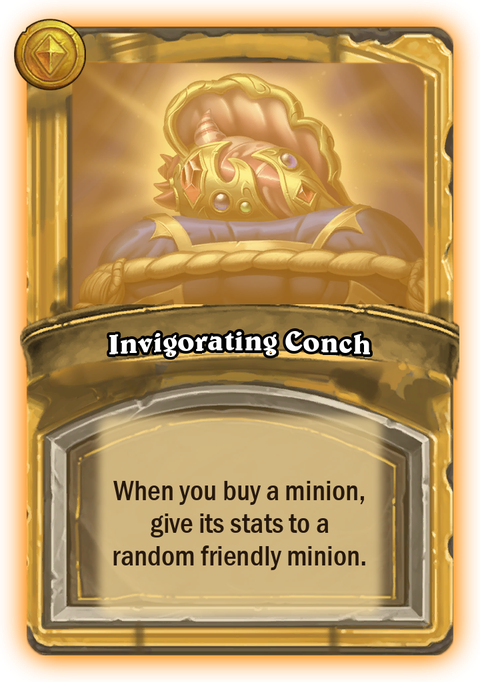 Invigorating Conch
When you buy a minion,
give its stats to a
random friendly minion.